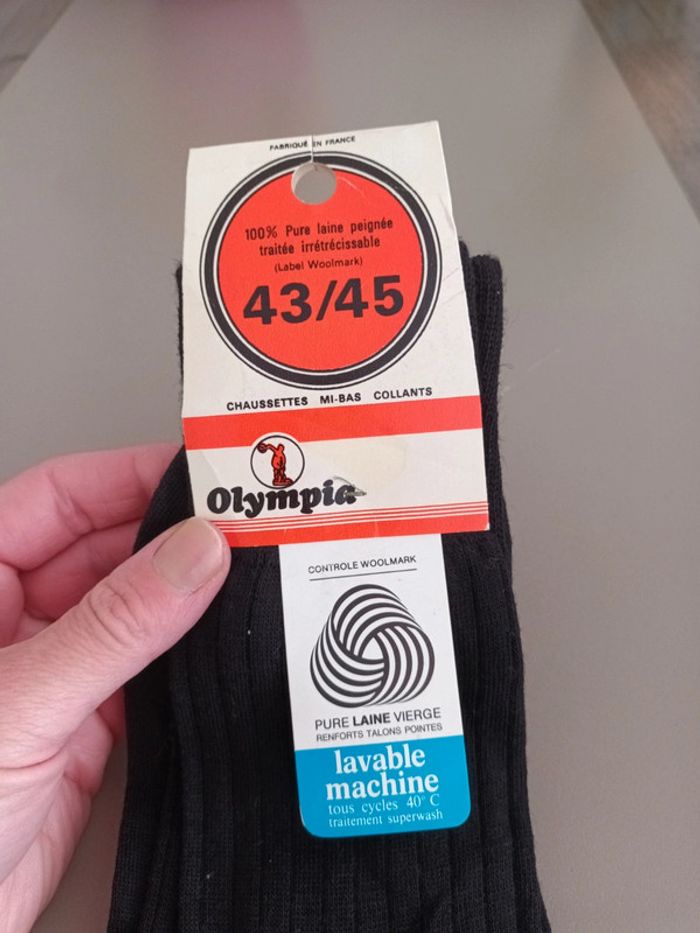 FABRIQUÉ EN FRANCE
100% Pure laine peignée
traitée irrétrécissable
(Label Woolmark)
43/45
CHAUSSETTES MI-BAS COLLANTS
Olympia
CONTROLE WOOLMARK
PURE LAINE VIERGE
RENFORTS TALONS POINTES
lavable
machine
tous cycles 40° C
traitement superwash